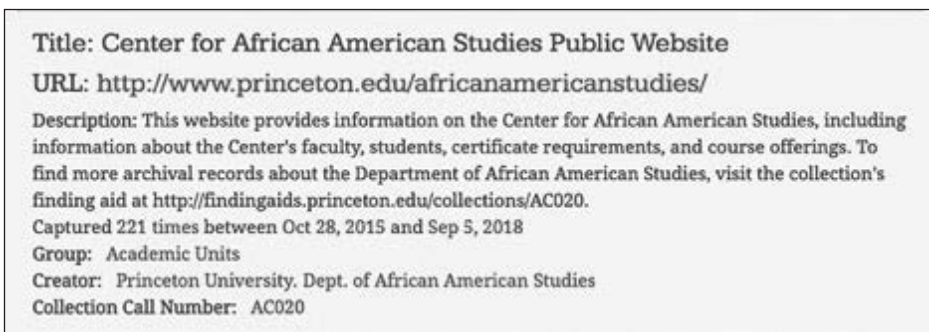 Title: Center for African American Studies Public Website
URL: http://www.princeton.edu/africanamericanstudies/
Description: This website provides information on the Center for African American Studies, including
information about the Center's faculty, students, certificate requirements, and course offerings. To
find more archival records about the Department of African American Studies, visit the collection's
finding aid at http://findingaids.princeton.edu/collections/AC020.
Captured 221 times between Oct 28, 2015 and Sep 5, 2018
Group: Academic Units
Creator: Princeton University. Dept. of African American Studies
Collection Call Number: AC020